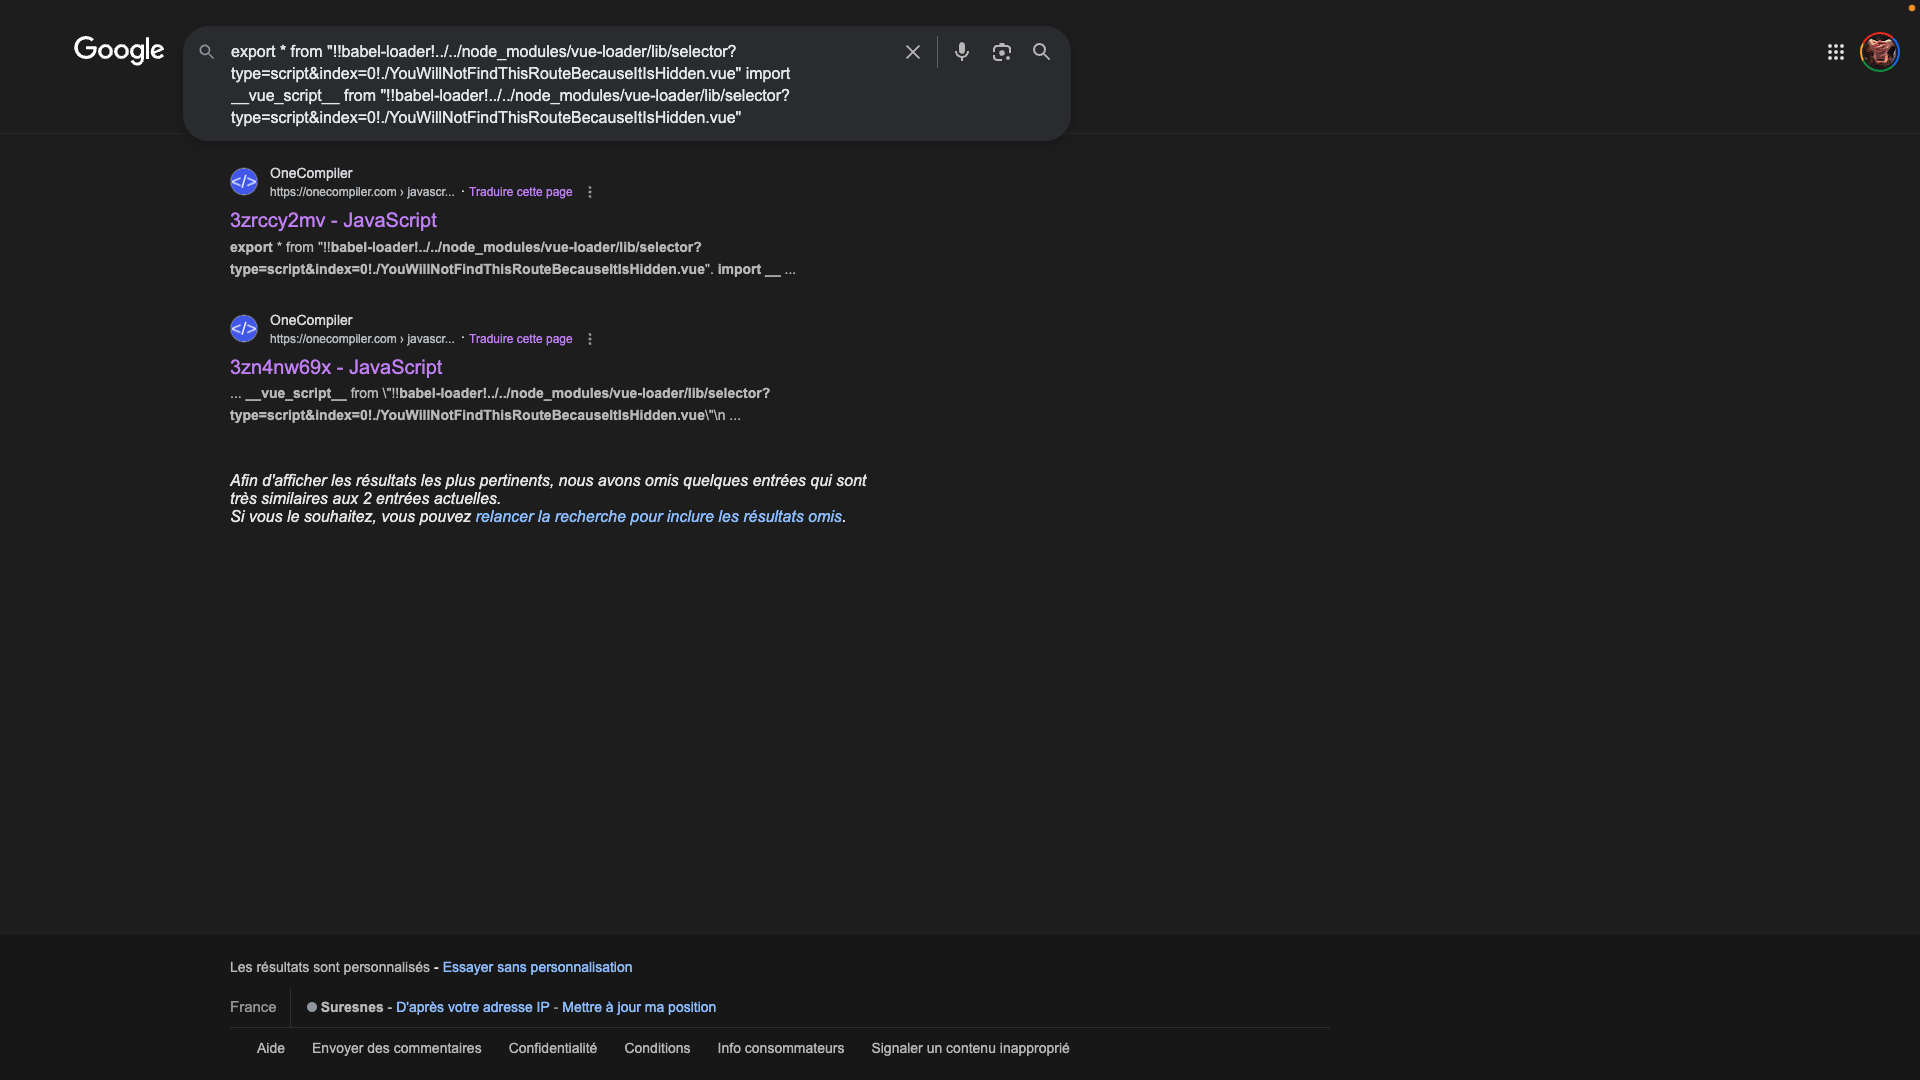 Google
export * from "!!babel-loader!../../node_modules/vue-loader/lib/selector?
type=script&index=0!./YouWillNotFindThisRouteBecauseItIsHidden.vue" import
__vue_script__ from "!!babel-loader!../../node_modules/vue-loader/lib/selector?
type=script&index=0!./YouWillNotFindThisRouteBecauseItIsHidden.vue"
</> OneCompiler
https://onecompiler.com › javascr... · Traduire cette page
3zrccy2mv - JavaScript
export * from "!!babel-loader!../../node_modules/vue-loader/lib/selector?
type=script&index=0!./YouWillNotFindThisRouteBecauseItIsHidden.vue". import __ ...
</> OneCompiler
https://onecompiler.com › javascr... · Traduire cette page
3zn4nw69x - JavaScript
... __vue_script__ from \"!!babel-loader!../../node_modules/vue-loader/lib/selector?
type=script&index=0!./YouWillNotFindThisRouteBecauseItIsHidden.vue\"\n ...
Afin d'afficher les résultats les plus pertinents, nous avons omis quelques entrées qui sont
très similaires aux 2 entrées actuelles.
Si vous le souhaitez, vous pouvez relancer la recherche pour inclure les résultats omis.
Les résultats sont personnalisés - Essayer sans personnalisation
France Suresnes - D'après votre adresse IP - Mettre à jour ma position
Aide Envoyer des commentaires Confidentialité Conditions Info consommateurs Signaler un contenu inapproprié